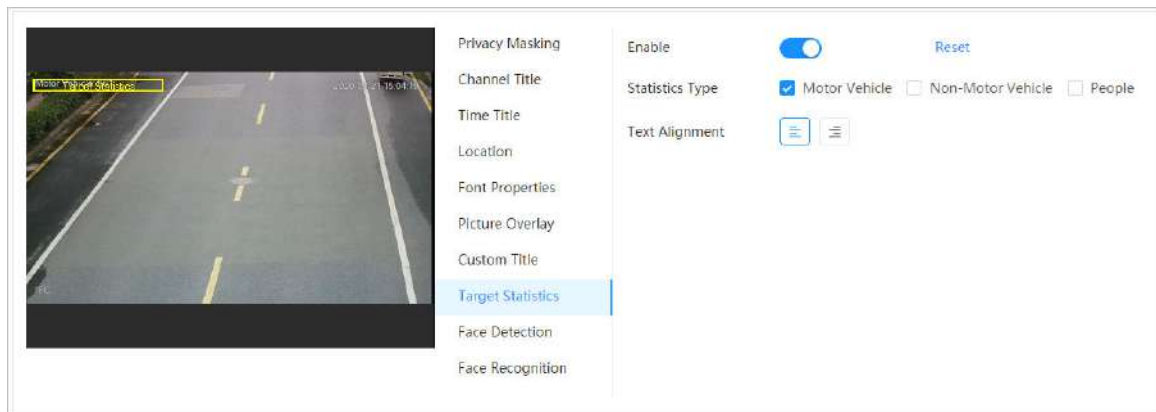 Target Statistics
Privacy Masking
Channel Title
Time Title
Location
Font Properties
Picture Overlay
Custom Title
Target Statistics
Face Detection
Face Recognition
Enable
Reset
Statistics Type
Motor Vehicle
Non-Motor Vehicle
People
Text Alignment